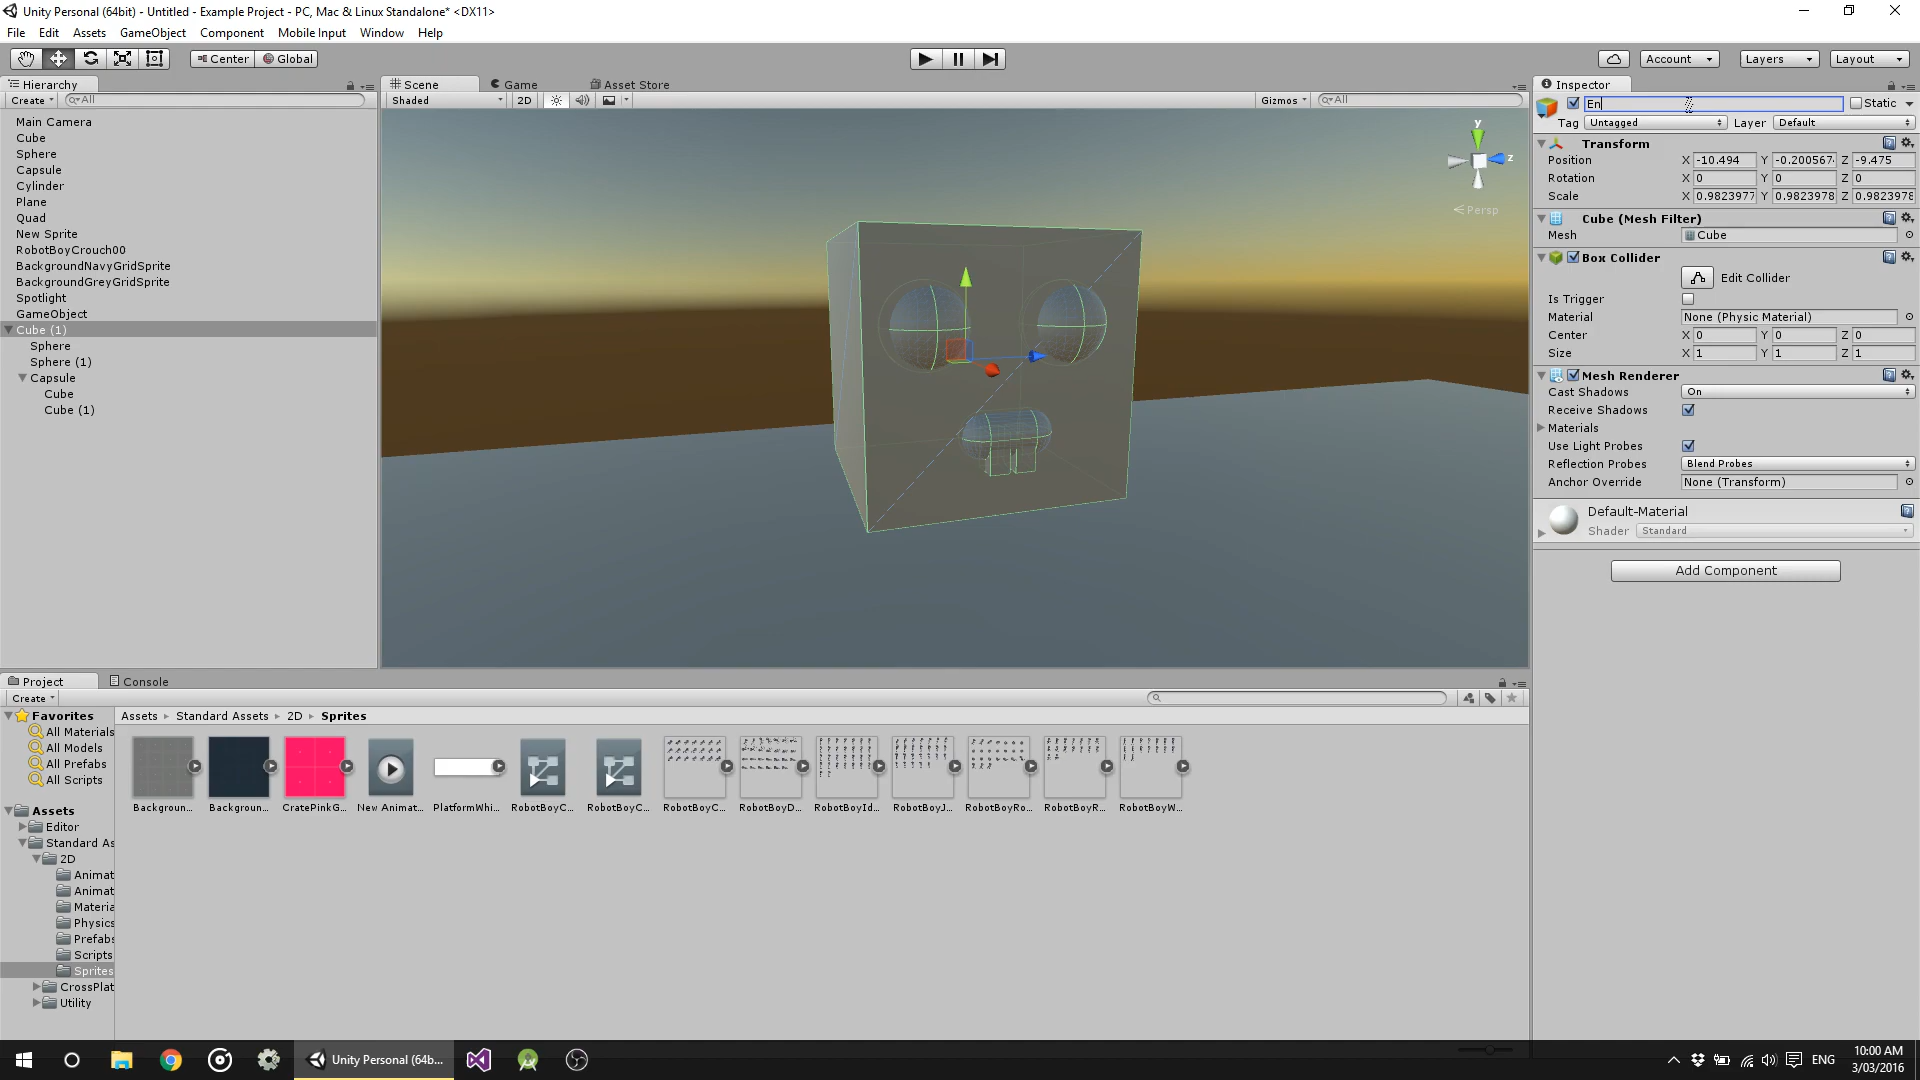 Unity Personal (64bit) - Untitled - Example Project - PC, Mac & Linux Standalone* <DX11>
File Edit Assets GameObject Component Mobile Input Window Help
Center Global Account Layers Layout
Hierarchy
Create All
Main Camera
Cube
Sphere
Capsule
Cylinder
Plane
Quad
New Sprite
RobotBoyCrouch00
BackgroundNavyGridSprite
BackgroundGreyGridSprite
Spotlight
GameObject
Cube (1)
Sphere
Sphere (1)
Capsule
Cube
Cube (1)
Scene Game Asset Store
Shaded 2D Gizmos All
y
z
Persp
Inspector
En Static
Tag Untagged Layer Default
Transform
Position X -10.494 Y -0.200567 Z -9.475
Rotation X 0 Y 0 Z 0
Scale X 0.9823977 Y 0.9823978 Z 0.9823978
Cube (Mesh Filter)
Mesh Cube
Box Collider
Edit Collider
Is Trigger
Material None (Physic Material)
Center X 0 Y 0 Z 0
Size X 1 Y 1 Z 1
Mesh Renderer
Cast Shadows On
Receive Shadows
Materials
Use Light Probes
Reflection Probes Blend Probes
Anchor Override None (Transform)
Default-Material
Shader Standard
Add Component
Project Console
Create
Favorites
All Materials
All Models
All Prefabs
All Scripts
Assets
Editor
Standard As
2D
Animat
Animat
Materia
Physics
Prefabs
Scripts
Sprites
CrossPlat
Utility
Assets Standard Assets 2D Sprites
Backgroun... Backgroun... CratePinkG... New Animat... PlatformWhi... RobotBoyC... RobotBoyC... RobotBoyC... RobotBoyD... RobotBoyId... RobotBoyJ... RobotBoyRo... RobotBoyR... RobotBoyW...
Unity Personal (64b...
ENG
10:00 AM
3/03/2016